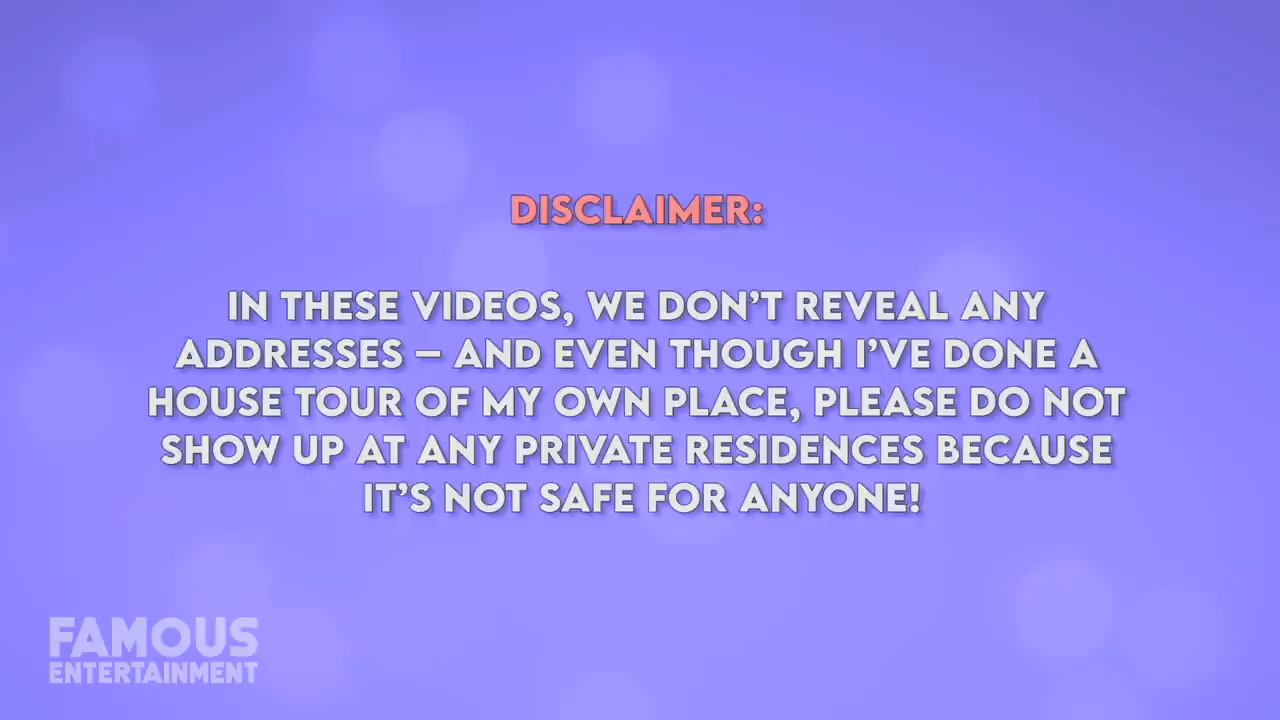 DISCLAIMER:
IN THESE VIDEOS, WE DON'T REVEAL ANY
ADDRESSES – AND EVEN THOUGH I'VE DONE A
HOUSE TOUR OF MY OWN PLACE, PLEASE DO NOT
SHOW UP AT ANY PRIVATE RESIDENCES BECAUSE
IT'S NOT SAFE FOR ANYONE!
FAMOUS
ENTERTAINMENT